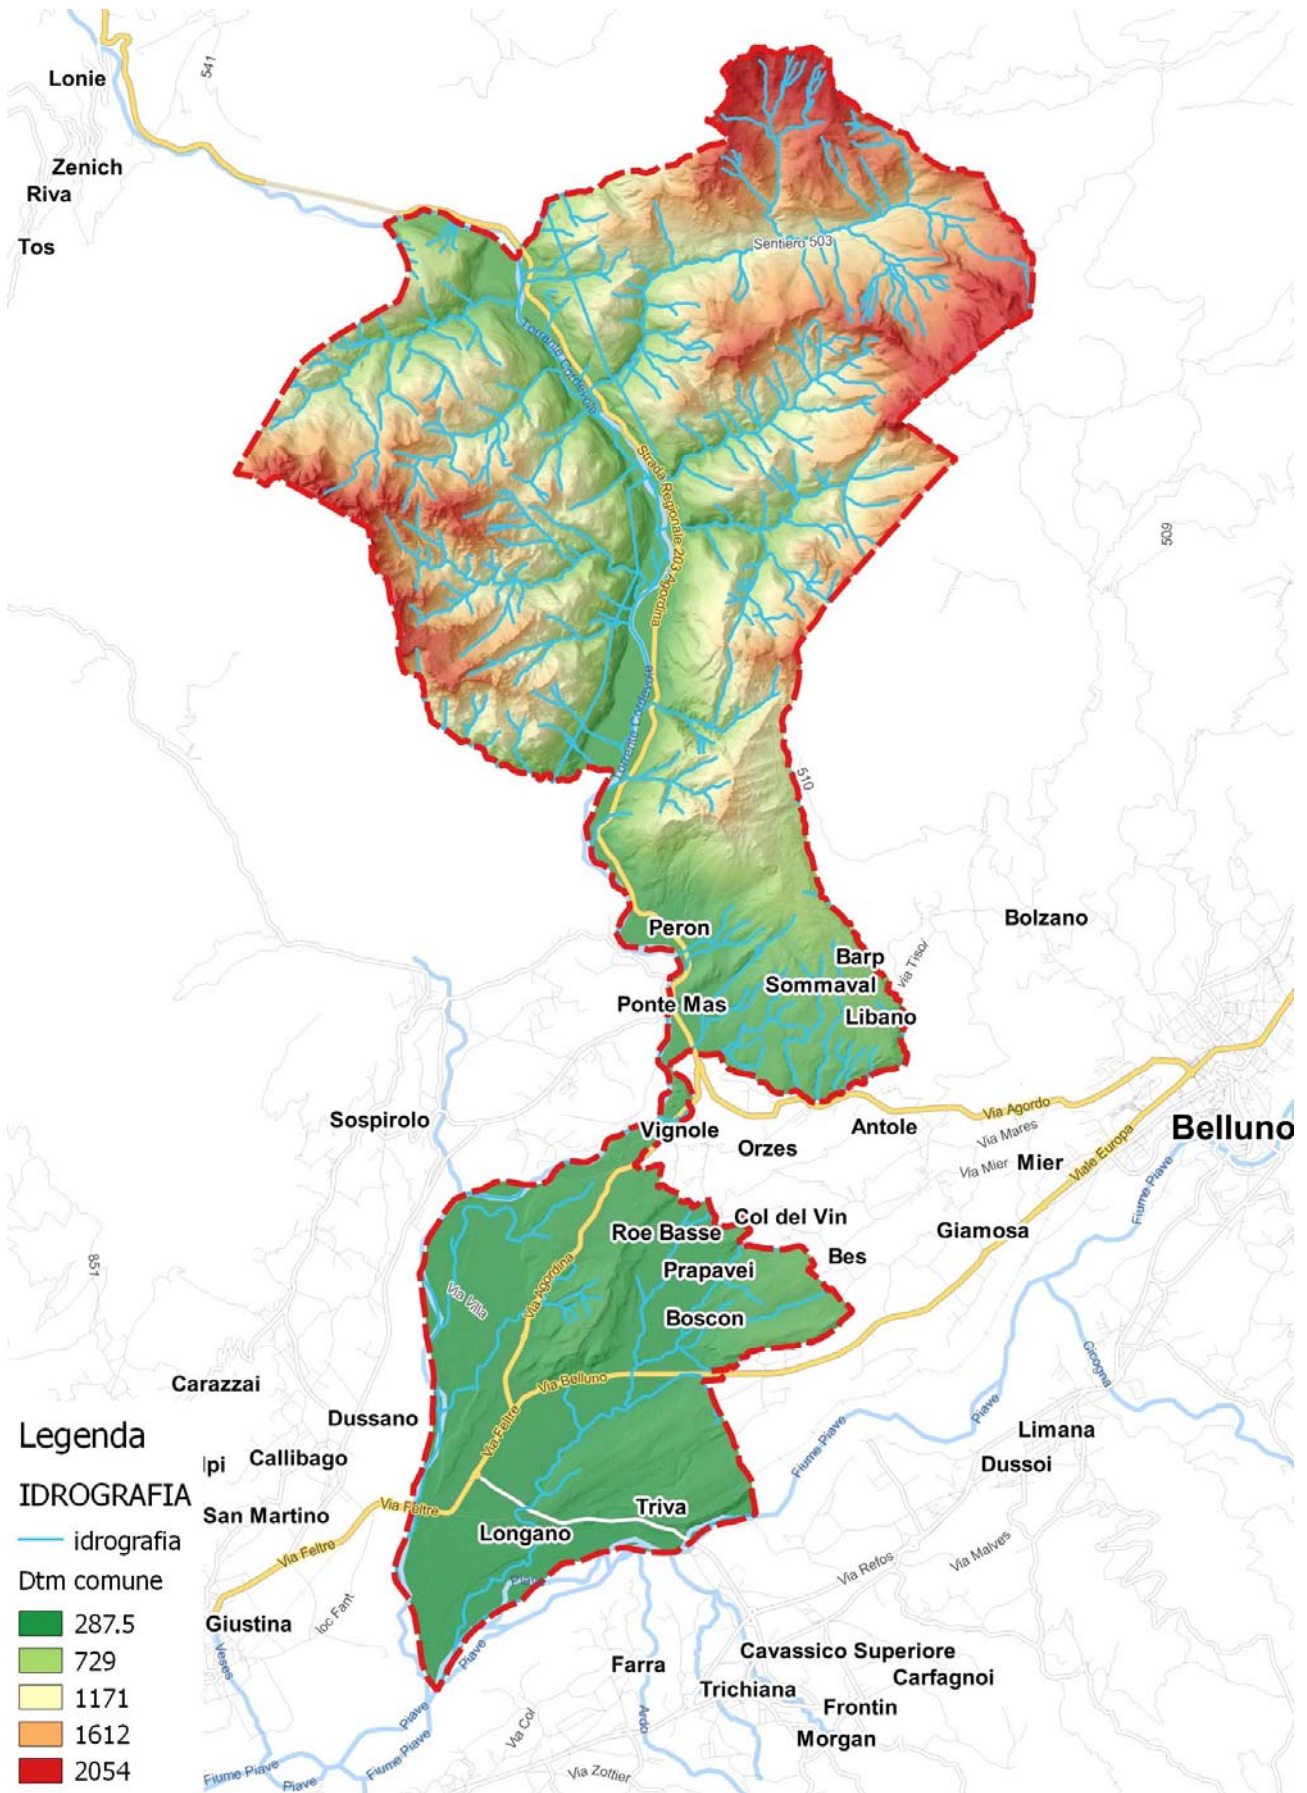 Lonie
541
Zenich
Riva
Tos
Sentiero 503
Torrente Cordevole
Strada Regionale 203 Agordina
509
Torrente Cordevole
510
Peron
Bolzano
Barp
via Tisoi
Sommaval
Ponte Mas
Libano
Sospirolo
Vignole
Orzes
Antole
Via Agordo
Via Mares
Belluno
Via Mier
Mier
Viale Europa
Fiume Piave
Col del Vin
Roe Basse
Giamosa
Bes
851
Via Villa
Via Agordina
Prapavei
Boscon
Cicogna
Via Belluno
Carazzai
Dussano
Via Feltre
Piave
Fiume Piave
Limana
Dussoi
Legenda
lpi
Callibago
IDROGRAFIA
San Martino
Via Feltre
Triva
Longano
idrografia
Via Feltre
Via Malves
Via Refos
Dtm comune
Piave
287.5
Giustina
loc Fant
729
Veses
Piave
Farra
Cavassico Superiore
Carfagnoi
Trichiana
1171
Frontin
Piave
Ardo
Via Col
Morgan
1612
Fiume Piave
2054
Fiume Piave
Piave
Via Zottier